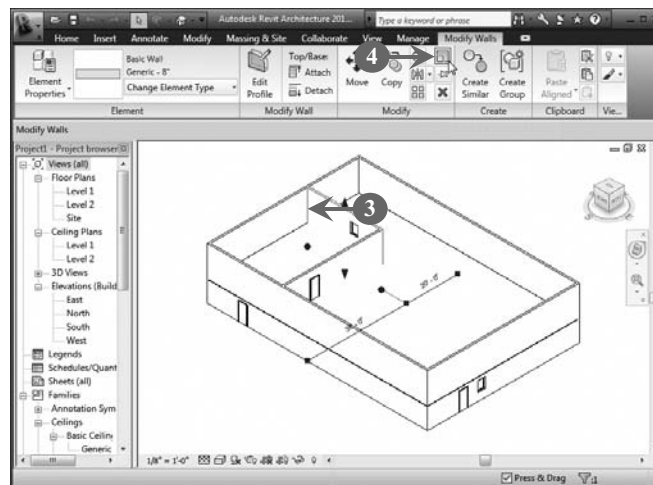 Autodesk Revit Architecture 201...
Type a keyword or phrase
Home Insert Annotate Modify Massing & Site Collaborate View Manage Modify Walls
4
Element
Properties
Basic Wall
Generic - 8"
Change Element Type
Edit
Profile
Top/Base:
Attach
Detach
Move
Copy
Create
Similar
Create
Group
Paste
Aligned
Element
Modify Wall
Modify
Create
Clipboard
Vie...
Modify Walls
Project1 - Project browser
Views (all)
Floor Plans
Level 1
Level 2
Site
Ceiling Plans
Level 1
Level 2
3D Views
Elevations (Build
East
North
South
West
Legends
Schedules/Quant
Sheets (all)
Families
Annotation Sym
Ceilings
Basic Ceiling
Generic
3
1/8" = 1'-0"
Press & Drag
:1